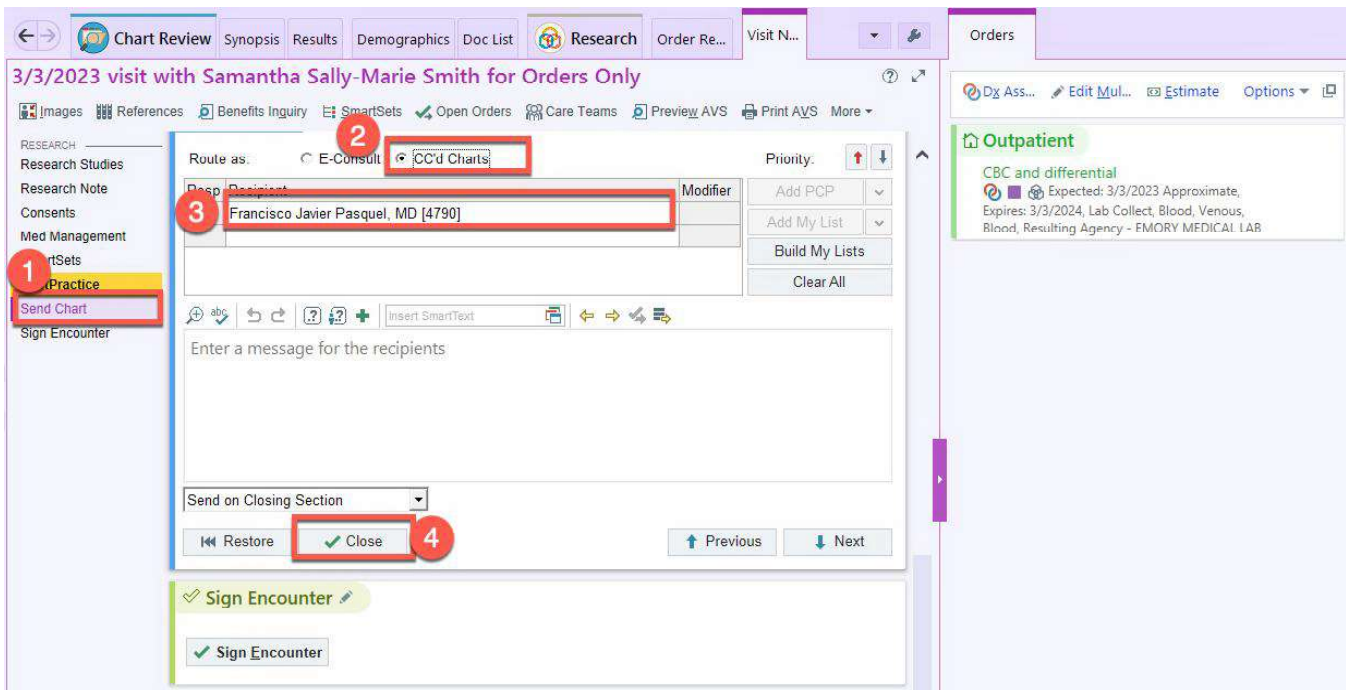 Chart Review Synopsis Results Demographics Doc List Research Order Re... Visit N... Orders
3/3/2023 visit with Samantha Sally-Marie Smith for Orders Only
Images References Benefits Inquiry SmartSets Open Orders Care Teams Preview AVS Print AVS More
Dx Ass... Edit Mul... Estimate Options
RESEARCH
Research Studies
Research Note
Consents
Med Management
rtSets
Practice
1
Send Chart
Sign Encounter
2
Route as: E-Consult CC'd Charts Priority:
Resp Recipient Modifier
3
Francisco Javier Pasquel, MD [4790]
Add PCP
Add My List
Build My Lists
Clear All
Insert SmartText
Enter a message for the recipients
Send on Closing Section
Restore Close 4 Previous Next
Sign Encounter
Sign Encounter
Outpatient
CBC and differential
Expected: 3/3/2023 Approximate,
Expires: 3/3/2024, Lab Collect, Blood, Venous,
Blood, Resulting Agency - EMORY MEDICAL LAB